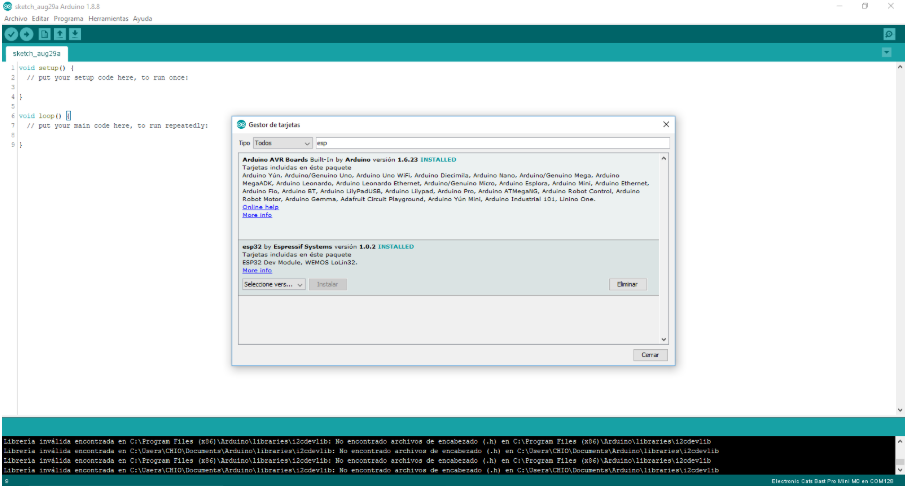 sketch_aug29a Arduino 1.8.8
Archivo Editar Programa Herramientas Ayuda
sketch_aug29a
1 void setup() {
2 // put your setup code here, to run once:
3
4 }
5
6 void loop() {
7 // put your main code here, to run repeatedly:
8
9 }
Gestor de tarjetas
Tipo Todos esp
Arduino AVR Boards Built-In by Arduino versión 1.6.23 INSTALLED
Tarjetas incluidas en éste paquete
Arduino Yún, Arduino/Genuino Uno, Arduino Uno WiFi, Arduino Diecimila, Arduino Nano, Arduino/Genuino Mega, Arduino
MegaADK, Arduino Leonardo, Arduino Leonardo Ethernet, Arduino/Genuino Micro, Arduino Esplora, Arduino Mini, Arduino Ethernet,
Arduino Fio, Arduino BT, Arduino LilyPadUSB, Arduino Lilypad, Arduino Pro, Arduino ATMegaNG, Arduino Robot Control, Arduino
Robot Motor, Arduino Gemma, Adafruit Circuit Playground, Arduino Yún Mini, Arduino Industrial 101, Linino One.
Online help
More info
esp32 by Espressif Systems versión 1.0.2 INSTALLED
Tarjetas incluidas en éste paquete
ESP32 Dev Module, WEMOS LoLin32.
More info
Seleccione vers... Instalar Eliminar
Cerrar
Librería inválida encontrada en C:\Program Files (x86)\Arduino\libraries\i2cdevlib: No encontrado archivos de encabezado (.h) en C:\Program Files (x86)\Arduino\libraries\i2cdevlib
Librería inválida encontrada en C:\Users\CHIO\Documents\Arduino\libraries\i2cdevlib: No encontrado archivos de encabezado (.h) en C:\Users\CHIO\Documents\Arduino\libraries\i2cdevlib
Librería inválida encontrada en C:\Program Files (x86)\Arduino\libraries\i2cdevlib: No encontrado archivos de encabezado (.h) en C:\Program Files (x86)\Arduino\libraries\i2cdevlib
Librería inválida encontrada en C:\Users\CHIO\Documents\Arduino\libraries\i2cdevlib: No encontrado archivos de encabezado (.h) en C:\Users\CHIO\Documents\Arduino\libraries\i2cdevlib
9 Electronic Cats Bast Pro Mini M0 en COM128